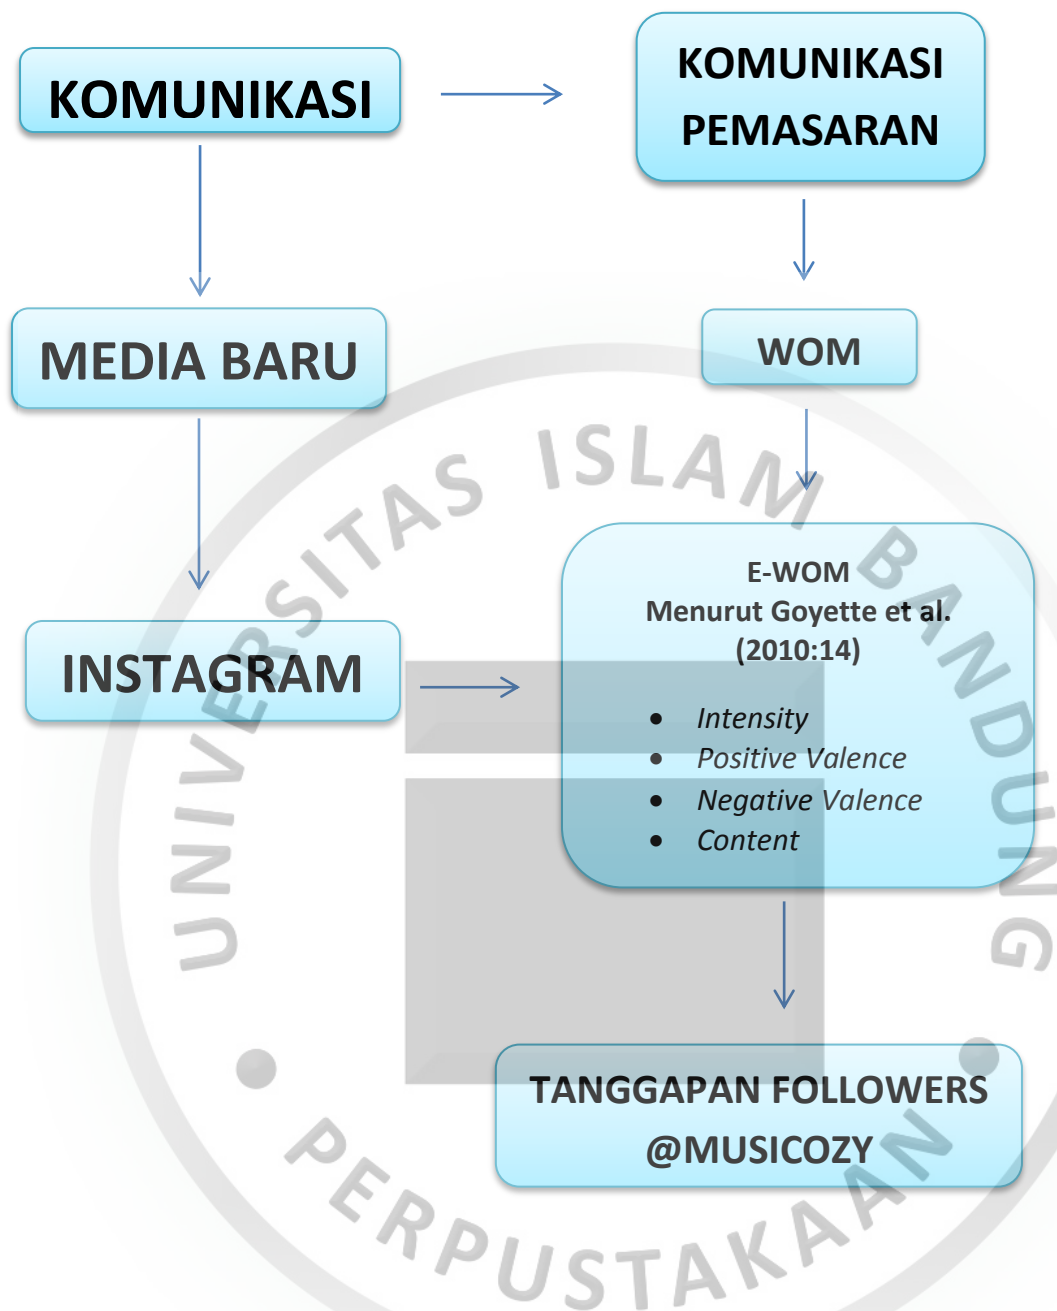 KOMUNIKASI
KOMUNIKASI
PEMASARAN
MEDIA BARU
WOM
INSTAGRAM
E-WOM
Menurut Goyette et al.
(2010:14)
• Intensity
• Positive Valence
• Negative Valence
• Content
TANGGAPAN FOLLOWERS
@MUSICOZY
UNIVERSITAS ISLAM BANDUNG
• PERPUSTAKAAN •